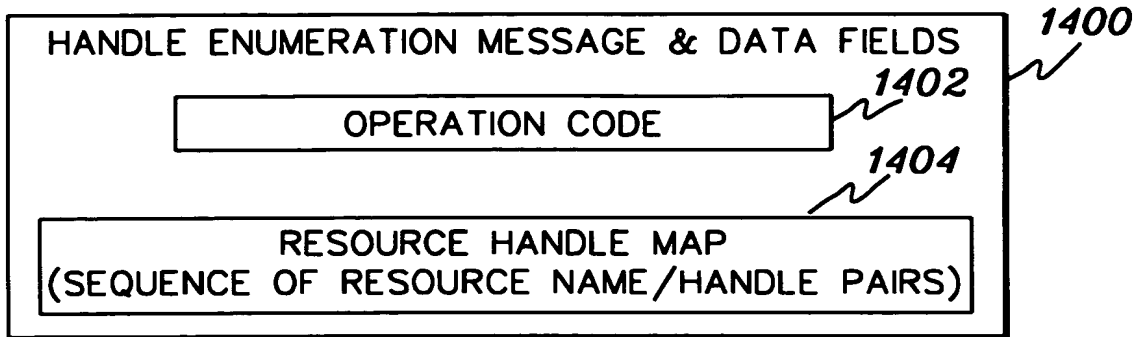 HANDLE ENUMERATION MESSAGE & DATA FIELDS
1400
1402
OPERATION CODE
1404
RESOURCE HANDLE MAP
(SEQUENCE OF RESOURCE NAME/HANDLE PAIRS)